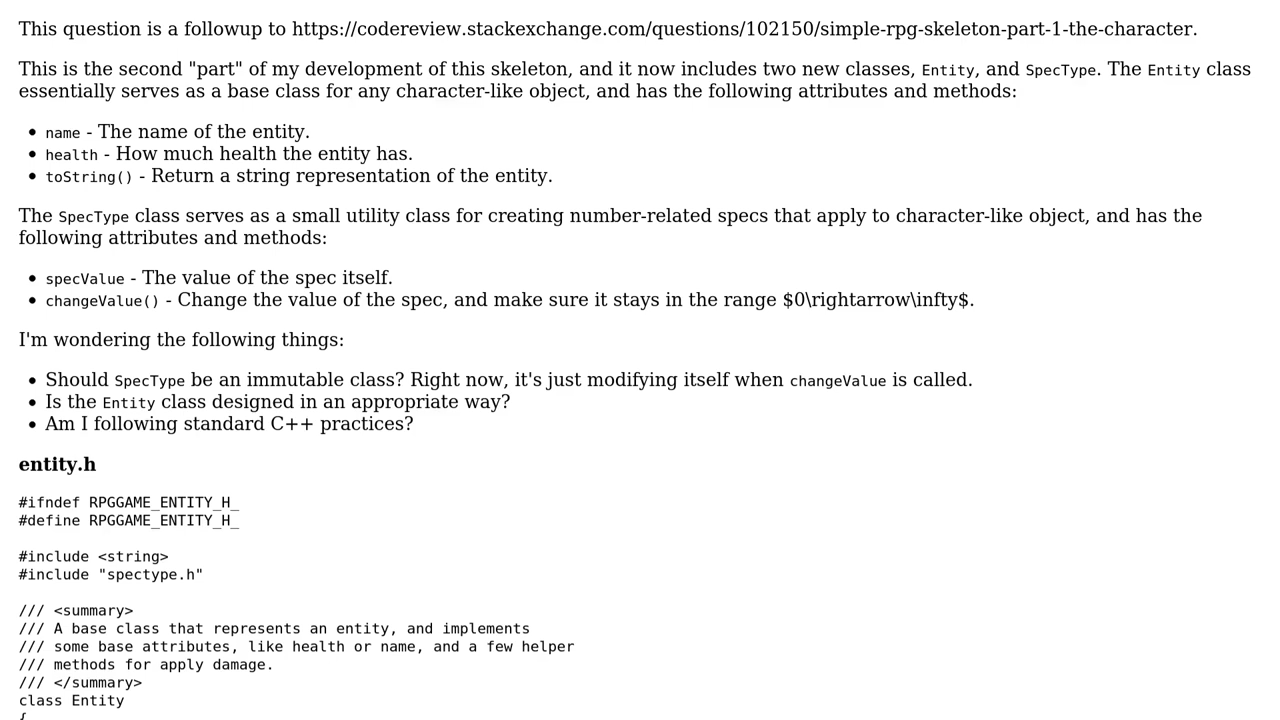 This question is a followup to https://codereview.stackexchange.com/questions/102150/simple-rpg-skeleton-part-1-the-character.
This is the second "part" of my development of this skeleton, and it now includes two new classes, Entity, and SpecType. The Entity class
essentially serves as a base class for any character-like object, and has the following attributes and methods:
• name - The name of the entity.
• health - How much health the entity has.
• toString() - Return a string representation of the entity.
The SpecType class serves as a small utility class for creating number-related specs that apply to character-like object, and has the
following attributes and methods:
• specValue - The value of the spec itself.
• changeValue() - Change the value of the spec, and make sure it stays in the range $0\rightarrow\infty$.
I'm wondering the following things:
• Should SpecType be an immutable class? Right now, it's just modifying itself when changeValue is called.
• Is the Entity class designed in an appropriate way?
• Am I following standard C++ practices?
entity.h
#ifndef RPGGAME_ENTITY_H_
#define RPGGAME_ENTITY_H_
#include <string>
#include "spectype.h"
/// <summary>
/// A base class that represents an entity, and implements
/// some base attributes, like health or name, and a few helper
/// methods for apply damage.
/// </summary>
class Entity
{